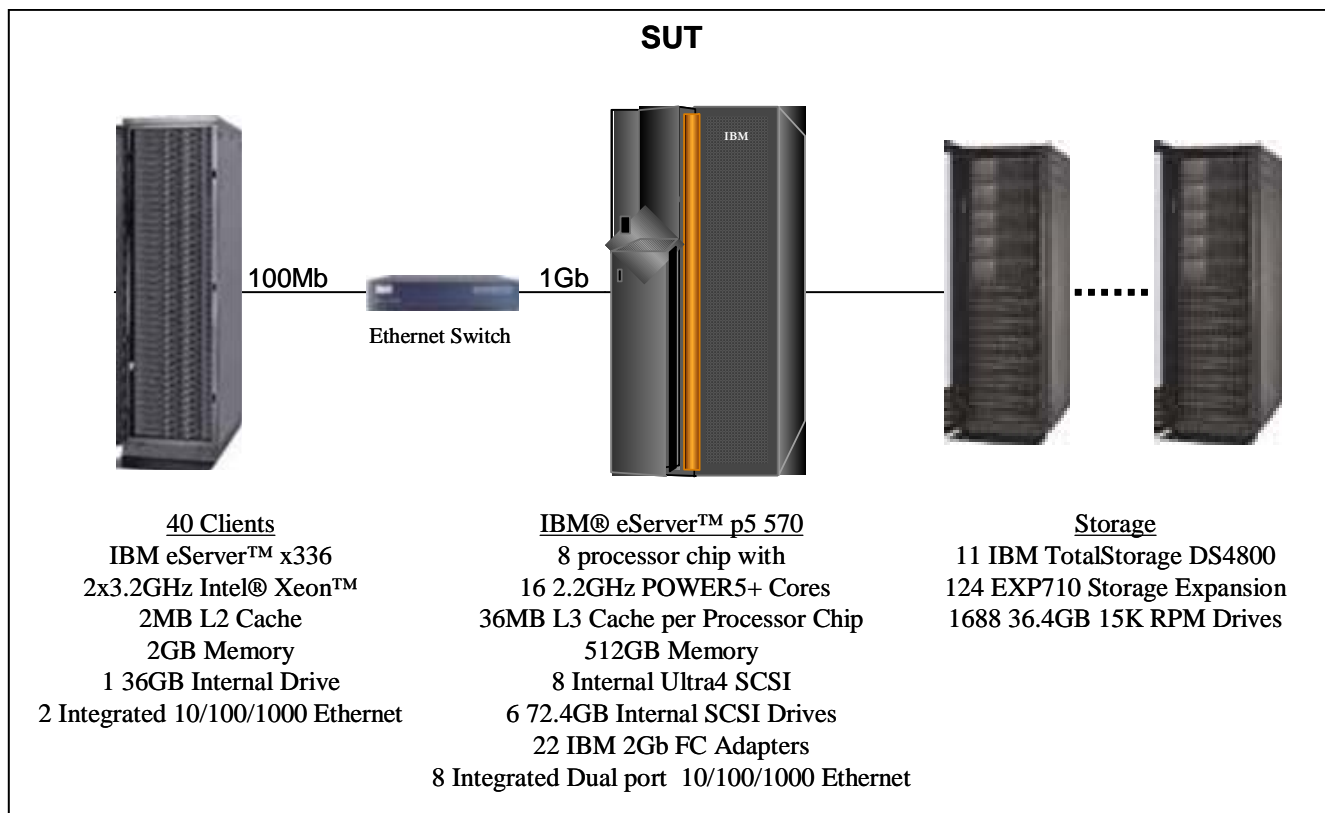 SUT
IBM
100Mb
1Gb
Ethernet Switch
40 Clients
IBM eServer™ x336
2x3.2GHz Intel® Xeon™
2MB L2 Cache
2GB Memory
1 36GB Internal Drive
2 Integrated 10/100/1000 Ethernet
IBM® eServer™ p5 570
8 processor chip with
16 2.2GHz POWER5+ Cores
36MB L3 Cache per Processor Chip
512GB Memory
8 Internal Ultra4 SCSI
6 72.4GB Internal SCSI Drives
22 IBM 2Gb FC Adapters
8 Integrated Dual port 10/100/1000 Ethernet
Storage
11 IBM TotalStorage DS4800
124 EXP710 Storage Expansion
1688 36.4GB 15K RPM Drives